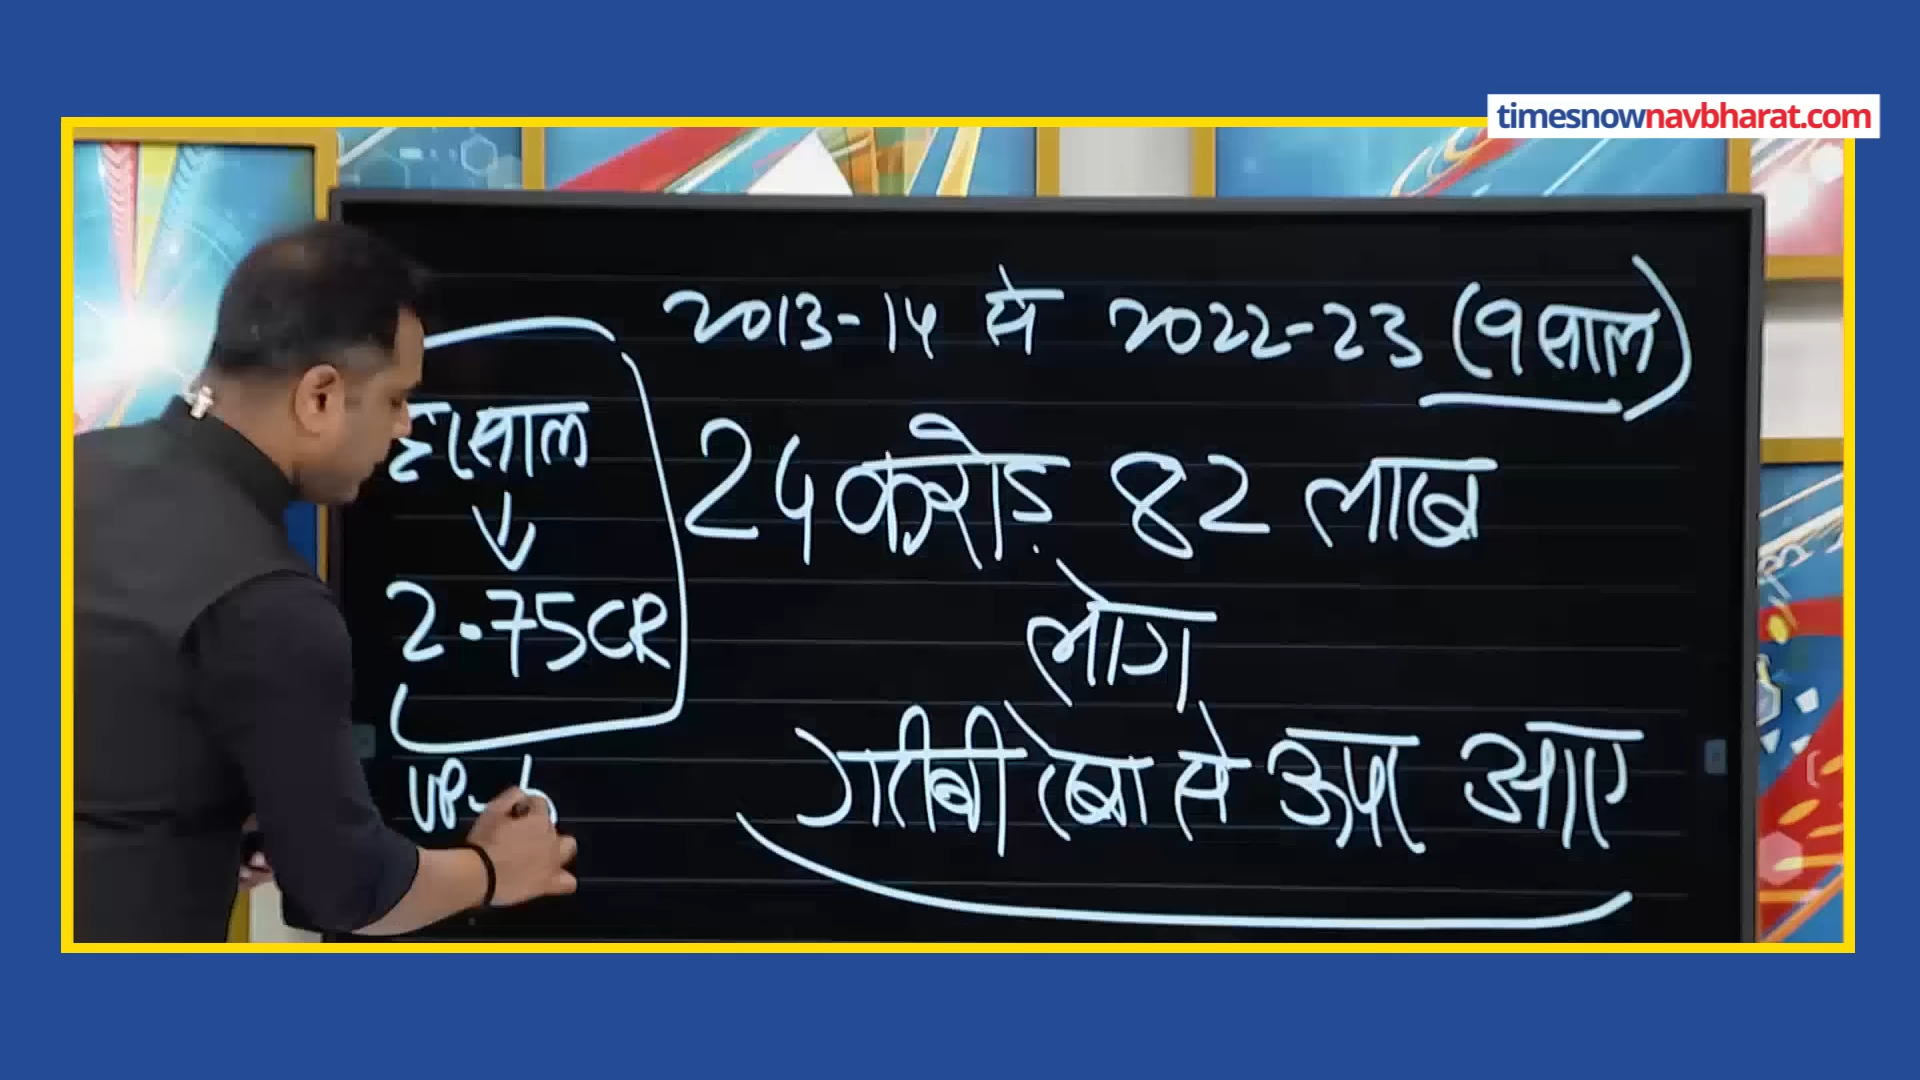 timesnownavbharat.com
2013-14 से 2022-23 (9 साल)
24 करोड़ 82 लाख
लोग
गरीबी रेखा से ऊपर आए
हर साल
2.75CR
UP-